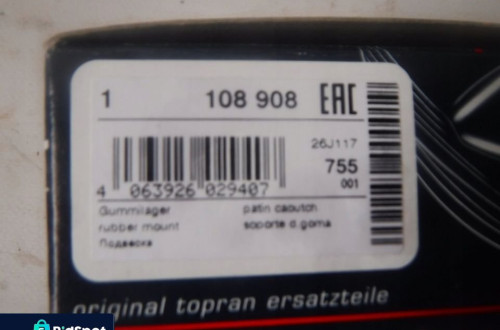 1 108 908 EAC
26J117
755
001
4 063926 029407
Gummilager patin caoutch
rubber mount soporte d.goma
Подвеска
original topran ersatzteile
BidSpot